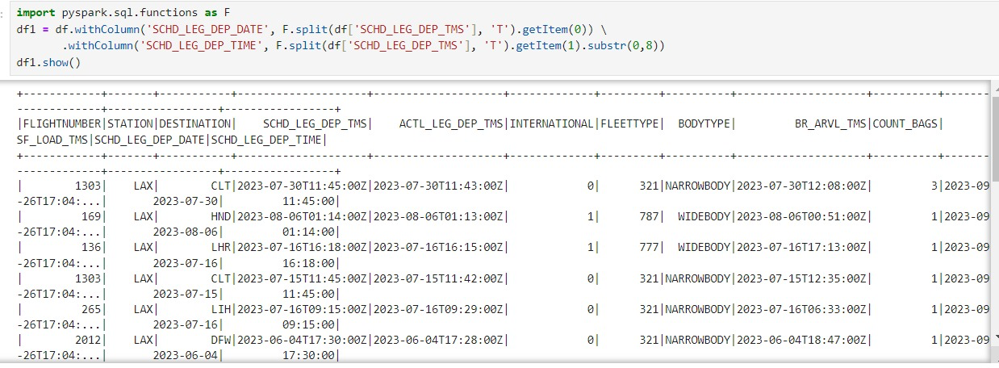 import pyspark.sql.functions as F
df1 = df.withColumn('SCHD_LEG_DEP_DATE', F.split(df['SCHD_LEG_DEP_TMS'], 'T').getItem(0)) \
       .withColumn('SCHD_LEG_DEP_TIME', F.split(df['SCHD_LEG_DEP_TMS'], 'T').getItem(1).substr(0,8))
df1.show()
+------------+-------+-----------+--------------------+--------------------+-------------+---------+----------+--------------------+----------+-------
-------------+-----------------+-----------------+
|FLIGHTNUMBER|STATION|DESTINATION|    SCHD_LEG_DEP_TMS|    ACTL_LEG_DEP_TMS|INTERNATIONAL|FLEETTYPE|  BODYTYPE|         BR_ARVL_TMS|COUNT_BAGS|
SF_LOAD_TMS|SCHD_LEG_DEP_DATE|SCHD_LEG_DEP_TIME|
+------------+-------+-----------+--------------------+--------------------+-------------+---------+----------+--------------------+----------+-------
-------------+-----------------+-----------------+
|        1303|    LAX|        CLT|2023-07-30T11:45:00Z|2023-07-30T11:43:00Z|            0|      321|NARROWBODY|2023-07-30T12:08:00Z|         3|2023-09
-26T17:04:...|       2023-07-30|         11:45:00|
|         169|    LAX|        HND|2023-08-06T01:14:00Z|2023-08-06T01:13:00Z|            1|      787|  WIDEBODY|2023-08-06T00:51:00Z|         1|2023-09
-26T17:04:...|       2023-08-06|         01:14:00|
|         136|    LAX|        LHR|2023-07-16T16:18:00Z|2023-07-16T16:15:00Z|            1|      777|  WIDEBODY|2023-07-16T17:13:00Z|         1|2023-09
-26T17:04:...|       2023-07-16|         16:18:00|
|        1303|    LAX|        CLT|2023-07-15T11:45:00Z|2023-07-15T11:42:00Z|            0|      321|NARROWBODY|2023-07-15T12:35:00Z|         1|2023-09
-26T17:04:...|       2023-07-15|         11:45:00|
|         265|    LAX|        LIH|2023-07-16T09:15:00Z|2023-07-16T09:29:00Z|            0|      321|NARROWBODY|2023-07-16T06:33:00Z|         1|2023-09
-26T17:04:...|       2023-07-16|         09:15:00|
|        2012|    LAX|        DFW|2023-06-04T17:30:00Z|2023-06-04T17:28:00Z|            0|      321|NARROWBODY|2023-06-04T18:47:00Z|         1|2023-09
-26T17:04:...|       2023-06-04|         17:30:00|